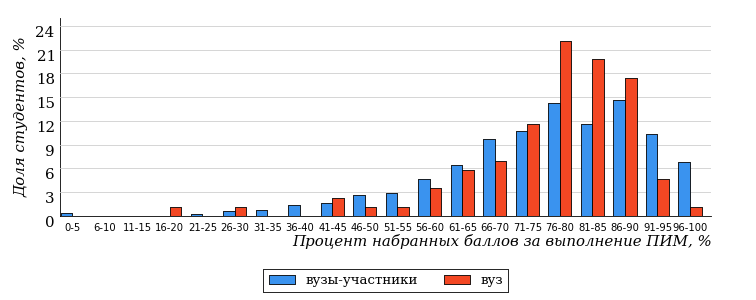 Доля студентов, %
24
21
18
15
12
9
6
3
0
0-5 6-10 11-15 16-20 21-25 26-30 31-35 36-40 41-45 46-50 51-55 56-60 61-65 66-70 71-75 76-80 81-85 86-90 91-95 96-100
Процент набранных баллов за выполнение ПИМ, %
вузы-участники вуз